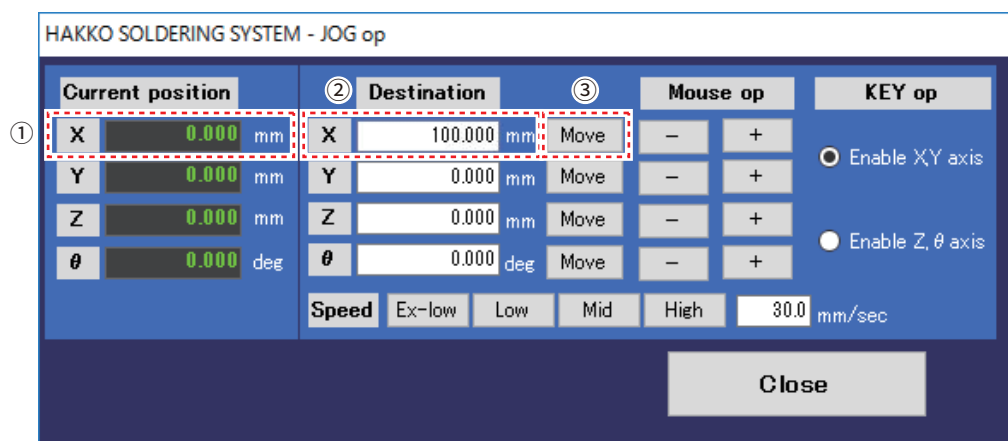 HAKKO SOLDERING SYSTEM - JOG op
Current position ② Destination ③ Mouse op KEY op
① X 0.000 mm X 100.000 mm Move - +
Enable XY axis
Y 0.000 mm Y 0.000 mm Move - +
Z 0.000 mm Z 0.000 mm Move - +
Enable Z, θ axis
θ 0.000 deg θ 0.000 deg Move - +
Speed Ex-low Low Mid High 30.0 mm/sec
Close